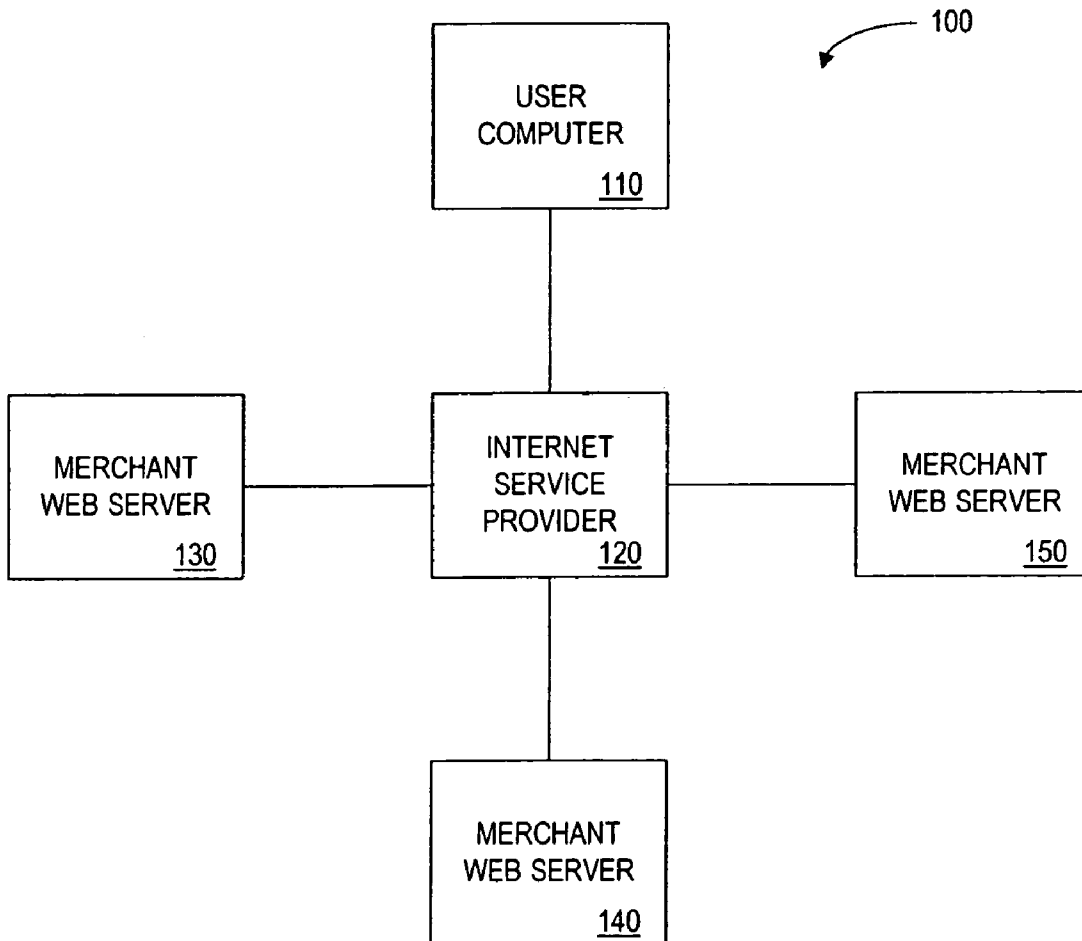 100
USER
COMPUTER
110
MERCHANT
WEB SERVER
130
INTERNET
SERVICE
PROVIDER
120
MERCHANT
WEB SERVER
150
MERCHANT
WEB SERVER
140